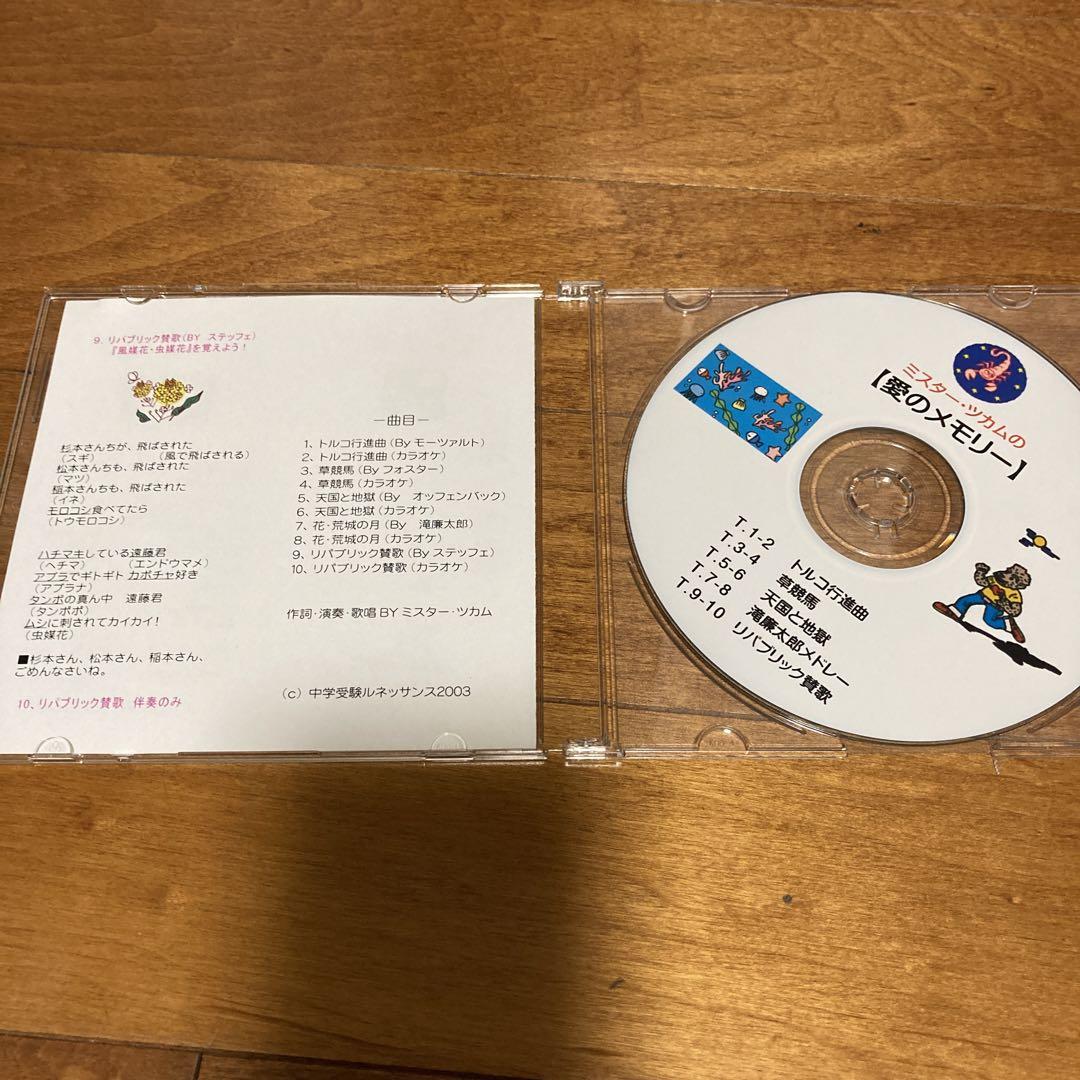 9. リパブリック賛歌(BY ステッフェ)
『風媒花・虫媒花』を覚えよう!
杉本さんちが、飛ばされた
(スギ) (風で飛ばされる)
松本さんちも、飛ばされた
(マツ)
稲本さんちも、飛ばされた
(イネ)
モロコシ食べてたら
(トウモロコシ)
ハチマキしている遠藤君
(ヘチマ) (エンドウマメ)
アブラでギトギト カボチャ好き
(アブラナ)
タンボの真ん中 遠藤君
(タンポポ)
ムシに刺されてカイカイ!
(虫媒花)
■杉本さん、松本さん、稲本さん、
ごめんなさいね。
10、リパブリック賛歌 伴奏のみ
-曲目-
1、トルコ行進曲(By モーツァルト)
2、トルコ行進曲(カラオケ)
3、草競馬(By フォスター)
4、草競馬(カラオケ)
5、天国と地獄(By オッフェンバック)
6、天国と地獄(カラオケ)
7、花・荒城の月(By 滝廉太郎)
8、花・荒城の月(カラオケ)
9、リパブリック賛歌(By ステッフェ)
10、リパブリック賛歌(カラオケ)
作詞・演奏・歌唱 BY ミスター・ツカム
(c) 中学受験ルネッサンス2003
ミスター・ツカムの
【愛のメモリー】
T.1-2 トルコ行進曲
T.3-4 草競馬
T.5-6 天国と地獄
T.7-8 滝廉太郎メドレー
T.9-10 リパブリック賛歌